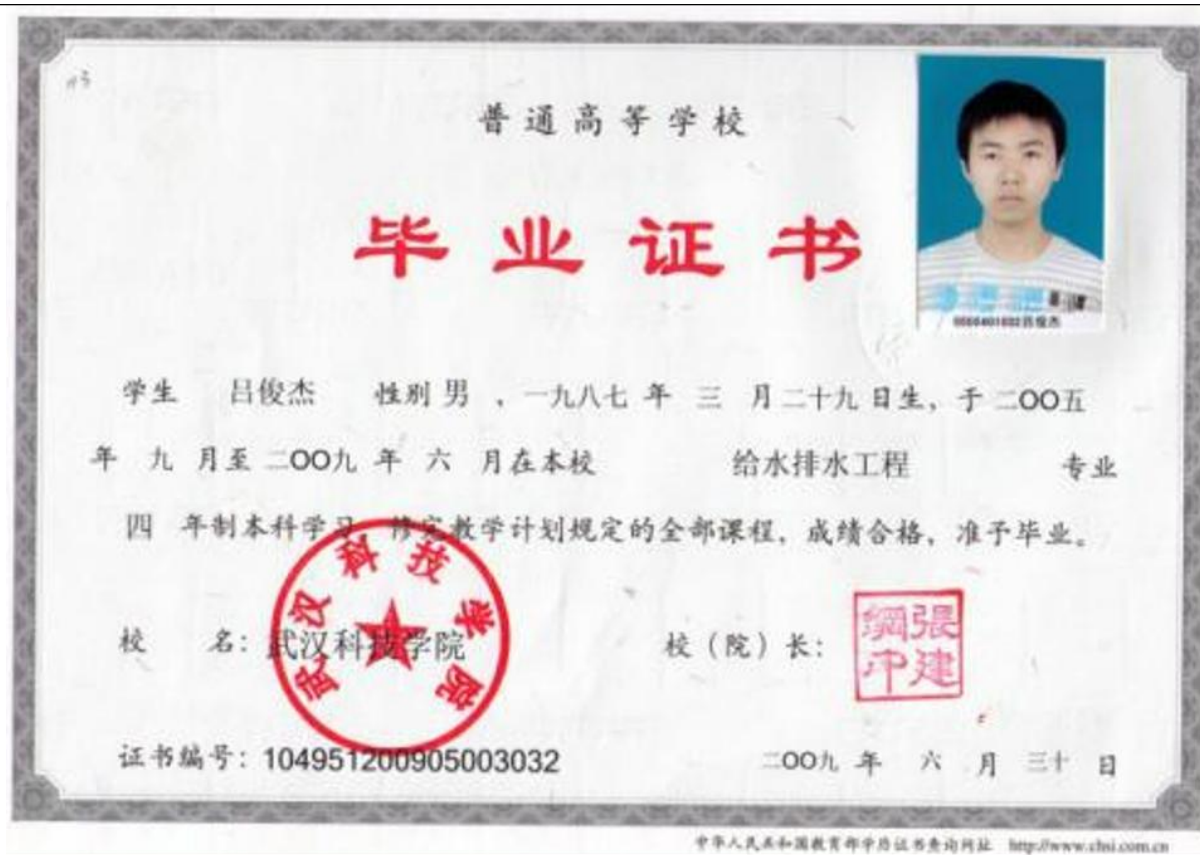 普通高等学校
毕业证书
吕俊杰
学生 吕俊杰 性别 男 ，一九八七 年 三 月 二十九 日生，于 二OO五
年 九 月至 二OO九 年 六 月在本校 给水排水工程 专业
四 年制本科学习，修完教学计划规定的全部课程，成绩合格，准予毕业。
武汉科技学院
校 名：武汉科技学院 校（院）长：
張建綱印
证书编号：104951200905003032 二OO九 年 六 月 三十 日
中华人民共和国教育部学历证书查询网址 http://www.chsi.com.cn